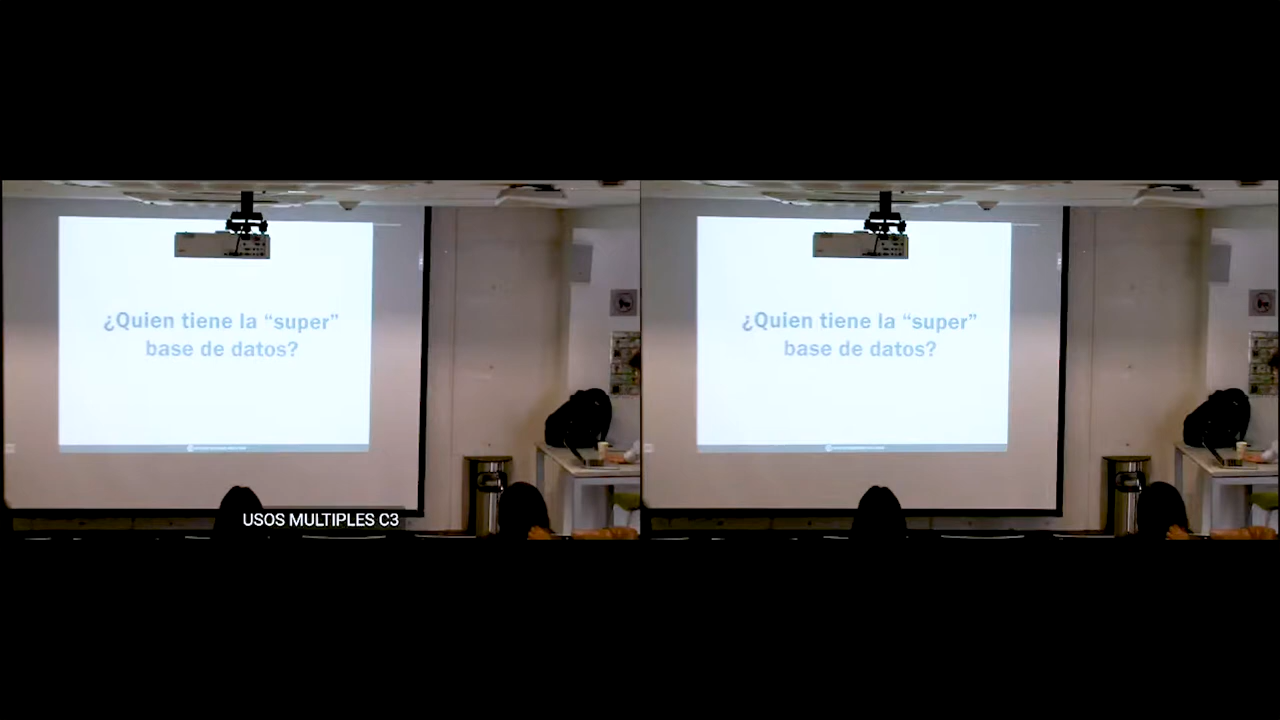 ¿Quien tiene la “super”
base de datos?
USOS MULTIPLES C3
¿Quien tiene la “super”
base de datos?